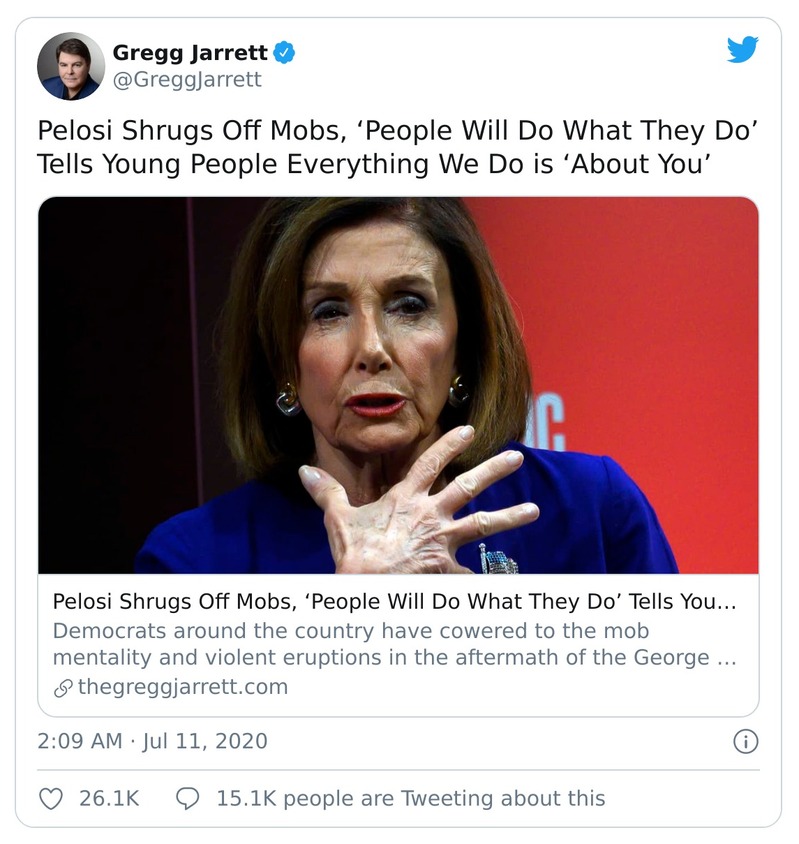 Gregg Jarrett
@GreggJarrett
Pelosi Shrugs Off Mobs, ‘People Will Do What They Do’
Tells Young People Everything We Do is ‘About You’
IC
Pelosi Shrugs Off Mobs, ‘People Will Do What They Do’ Tells You...
Democrats around the country have cowered to the mob
mentality and violent eruptions in the aftermath of the George ...
thegreggjarrett.com
2:09 AM · Jul 11, 2020
26.1K
15.1K people are Tweeting about this